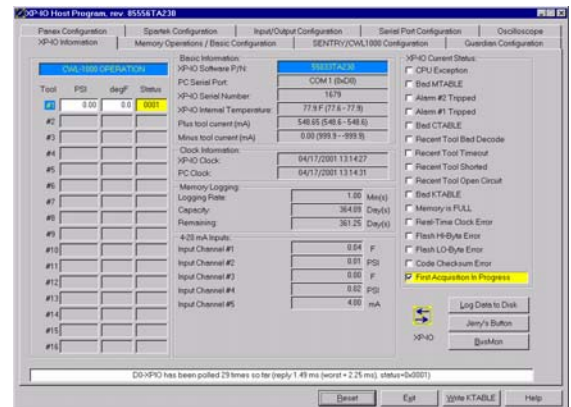 XP-IO Host Program, rev. 85556TA230
Panex Configuration
Spartek Configuration
Input/Output Configuration
Serial Port Configuration
Oscilloscope
XP-IO Information
Memory Operations / Basic Configuration
SENTRY/CWL1000 Configuration
Guardian Configuration
CWL-1000 OPERATION
Tool PSI degF Status
#1 0.00 0.0 0001
#2
#3
#4
#5
#6
#7
#8
#9
#10
#11
#12
#13
#14
#15
#16
Basic Information:
XP-IO Software P/N:
PC Serial Port: COM1 (0xD0)
XP-IO Serial Number: 1679
XP-IO Internal Temperature: 77.9 F (77.6 - 77.9)
Plus tool current (mA) 548.65 (548.6 - 548.6)
Minus tool current (mA) 0.00 (999.9 - -999.9)
Clock Information:
XP-IO Clock: 04/17/2001 13:14:27
PC Clock: 04/17/2001 13:14:31
Memory Logging:
Logging Rate: 1.00 Min(s)
Capacity: 364.09 Day(s)
Remaining: 361.25 Day(s)
4-20 mA Inputs:
Input Channel #1 0.04 F
Input Channel #2 0.01 PSI
Input Channel #3 0.00 F
Input Channel #4 0.02 PSI
Input Channel #5 4.00 mA
XP-IO Current Status:
CPU Exception
Bad MTABLE
Alarm #2 Tripped
Alarm #1 Tripped
Bad CTABLE
Recent Tool Bad Decode
Recent Tool Timeout
Recent Tool Shorted
Recent Tool Open Circuit
Bad KTABLE
Memory is FULL
Real-Time Clock Error
Flash HI-Byte Error
Flash LO-Byte Error
Code Checksum Error
First Acquisition In Progress
XP-IO
Log Data to Disk
Jerry's Button
BusMon
D0-XPIO has been polled 29 times so far (reply 1.49 ms (worst = 2.25 ms), status=0x0001)
Reset
Exit
Write KTABLE
Help